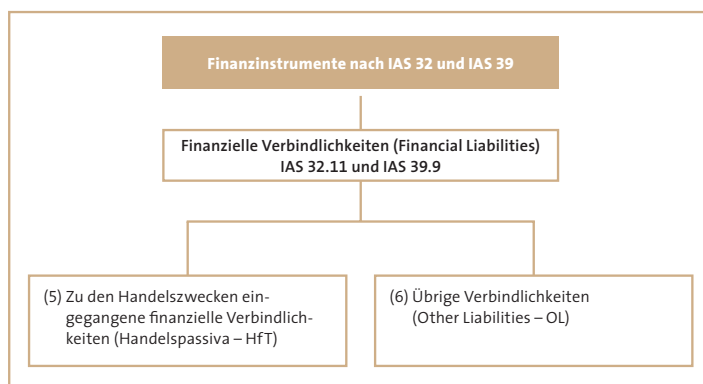 Finanzinstrumente nach IAS 32 und IAS 39
Finanzielle Verbindlichkeiten (Financial Liabilities)
IAS 32.11 und IAS 39.9
(5) Zu den Handelszwecken ein-
gegangene finanzielle Verbindlich-
keiten (Handelspassiva – HfT)
(6) Übrige Verbindlichkeiten
(Other Liabilities – OL)